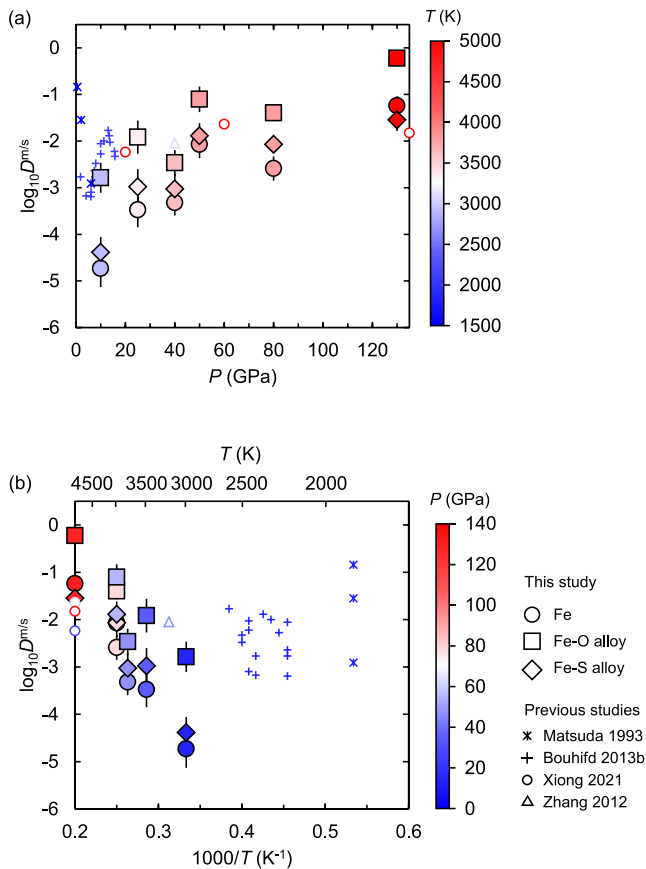 (a)
T (K)
0
-1
-2
-3
-4
-5
-6
log10D^m/s
0 20 40 60 80 100 120
P (GPa)
5000
4500
4000
3500
3000
2500
2000
1500
T (K)
4500 3500 3000 2500 2000
(b)
P (GPa)
0
-1
-2
-3
-4
-5
-6
log10D^m/s
0.2 0.3 0.4 0.5 0.6
1000/T (K-1)
140
120
100
80
60
40
20
0
This study
Fe
Fe-O alloy
Fe-S alloy
Previous studies
Matsuda 1993
Bouhifd 2013b
Xiong 2021
Zhang 2012